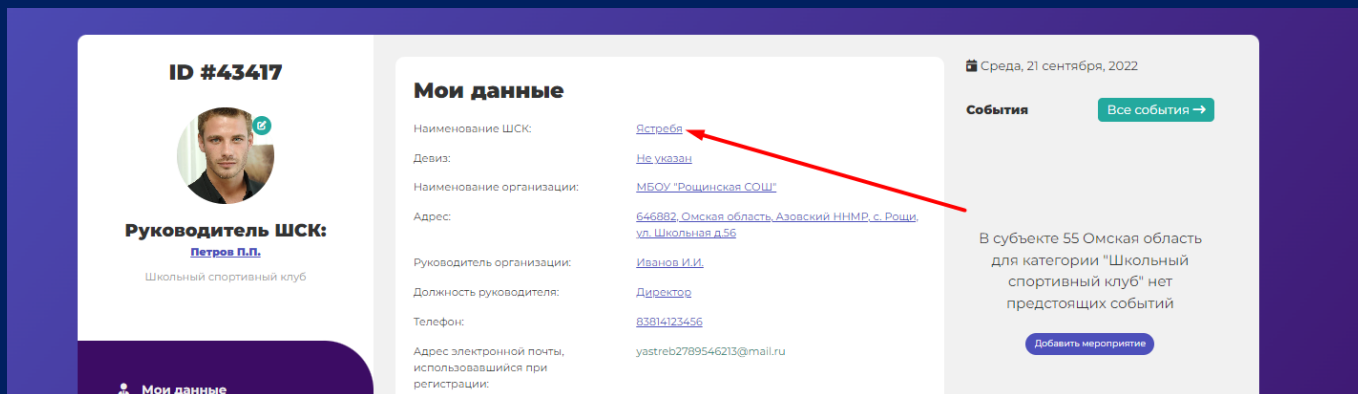 ID #43417
Руководитель ШСК:
Петров П.П.
Школьный спортивный клуб
Мои данные
Мои данные
Наименование ШСК: Ястребя
Девиз: Не указан
Наименование организации: МБОУ "Рощинская СОШ"
Адрес: 646882, Омская область, Азовский ННМР, с. Рощи,
ул. Школьная д.56
Руководитель организации: Иванов И.И.
Должность руководителя: Директор
Телефон: 83814123456
Адрес электронной почты, yastreb2789546213@mail.ru
использовавшийся при
регистрации:
Среда, 21 сентября, 2022
События Все события →
В субъекте 55 Омская область
для категории "Школьный
спортивный клуб" нет
предстоящих событий
Добавить мероприятие